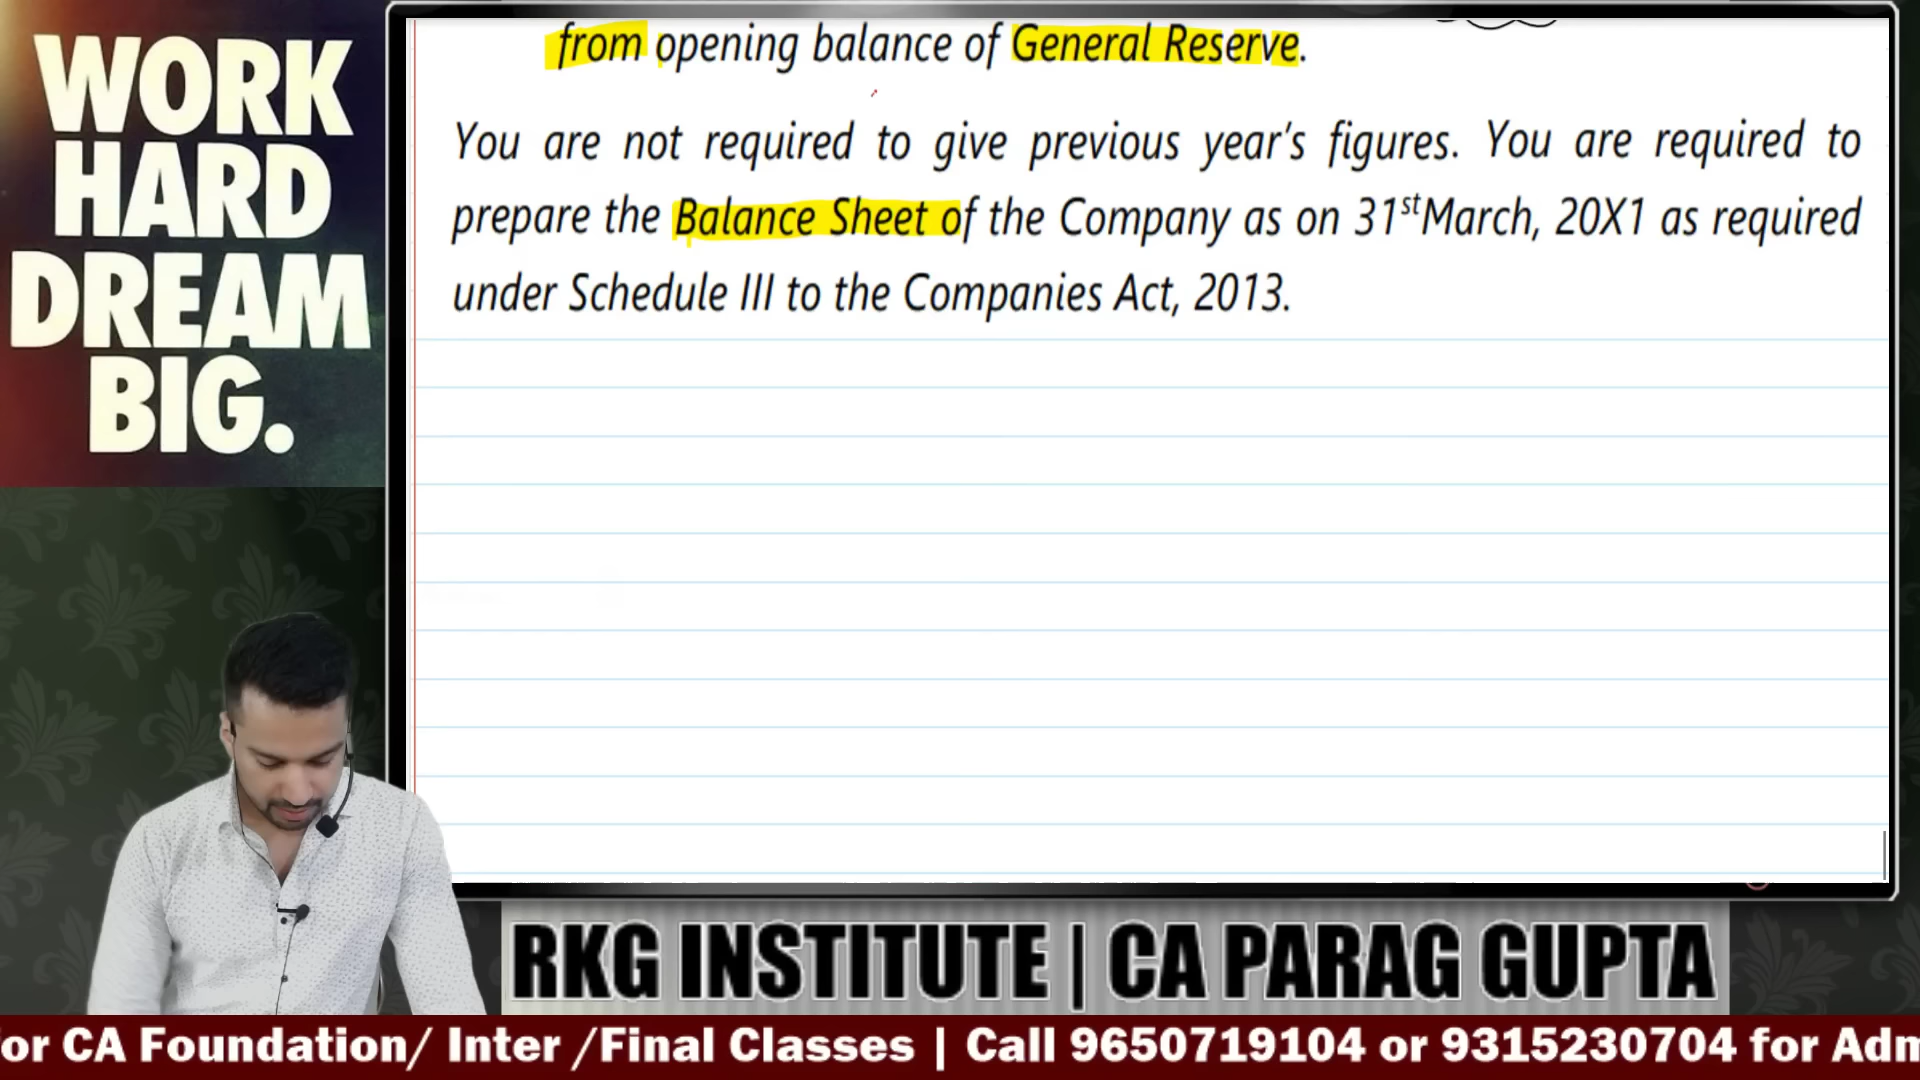 WORK
HARD
DREAM
BIG.
from opening balance of General Reserve.
You are not required to give previous year's figures. You are required to
prepare the Balance Sheet of the Company as on 31stMarch, 20X1 as required
under Schedule III to the Companies Act, 2013.
RKG INSTITUTE | CA PARAG GUPTA
or CA Foundation/ Inter /Final Classes | Call 9650719104 or 9315230704 for Adm